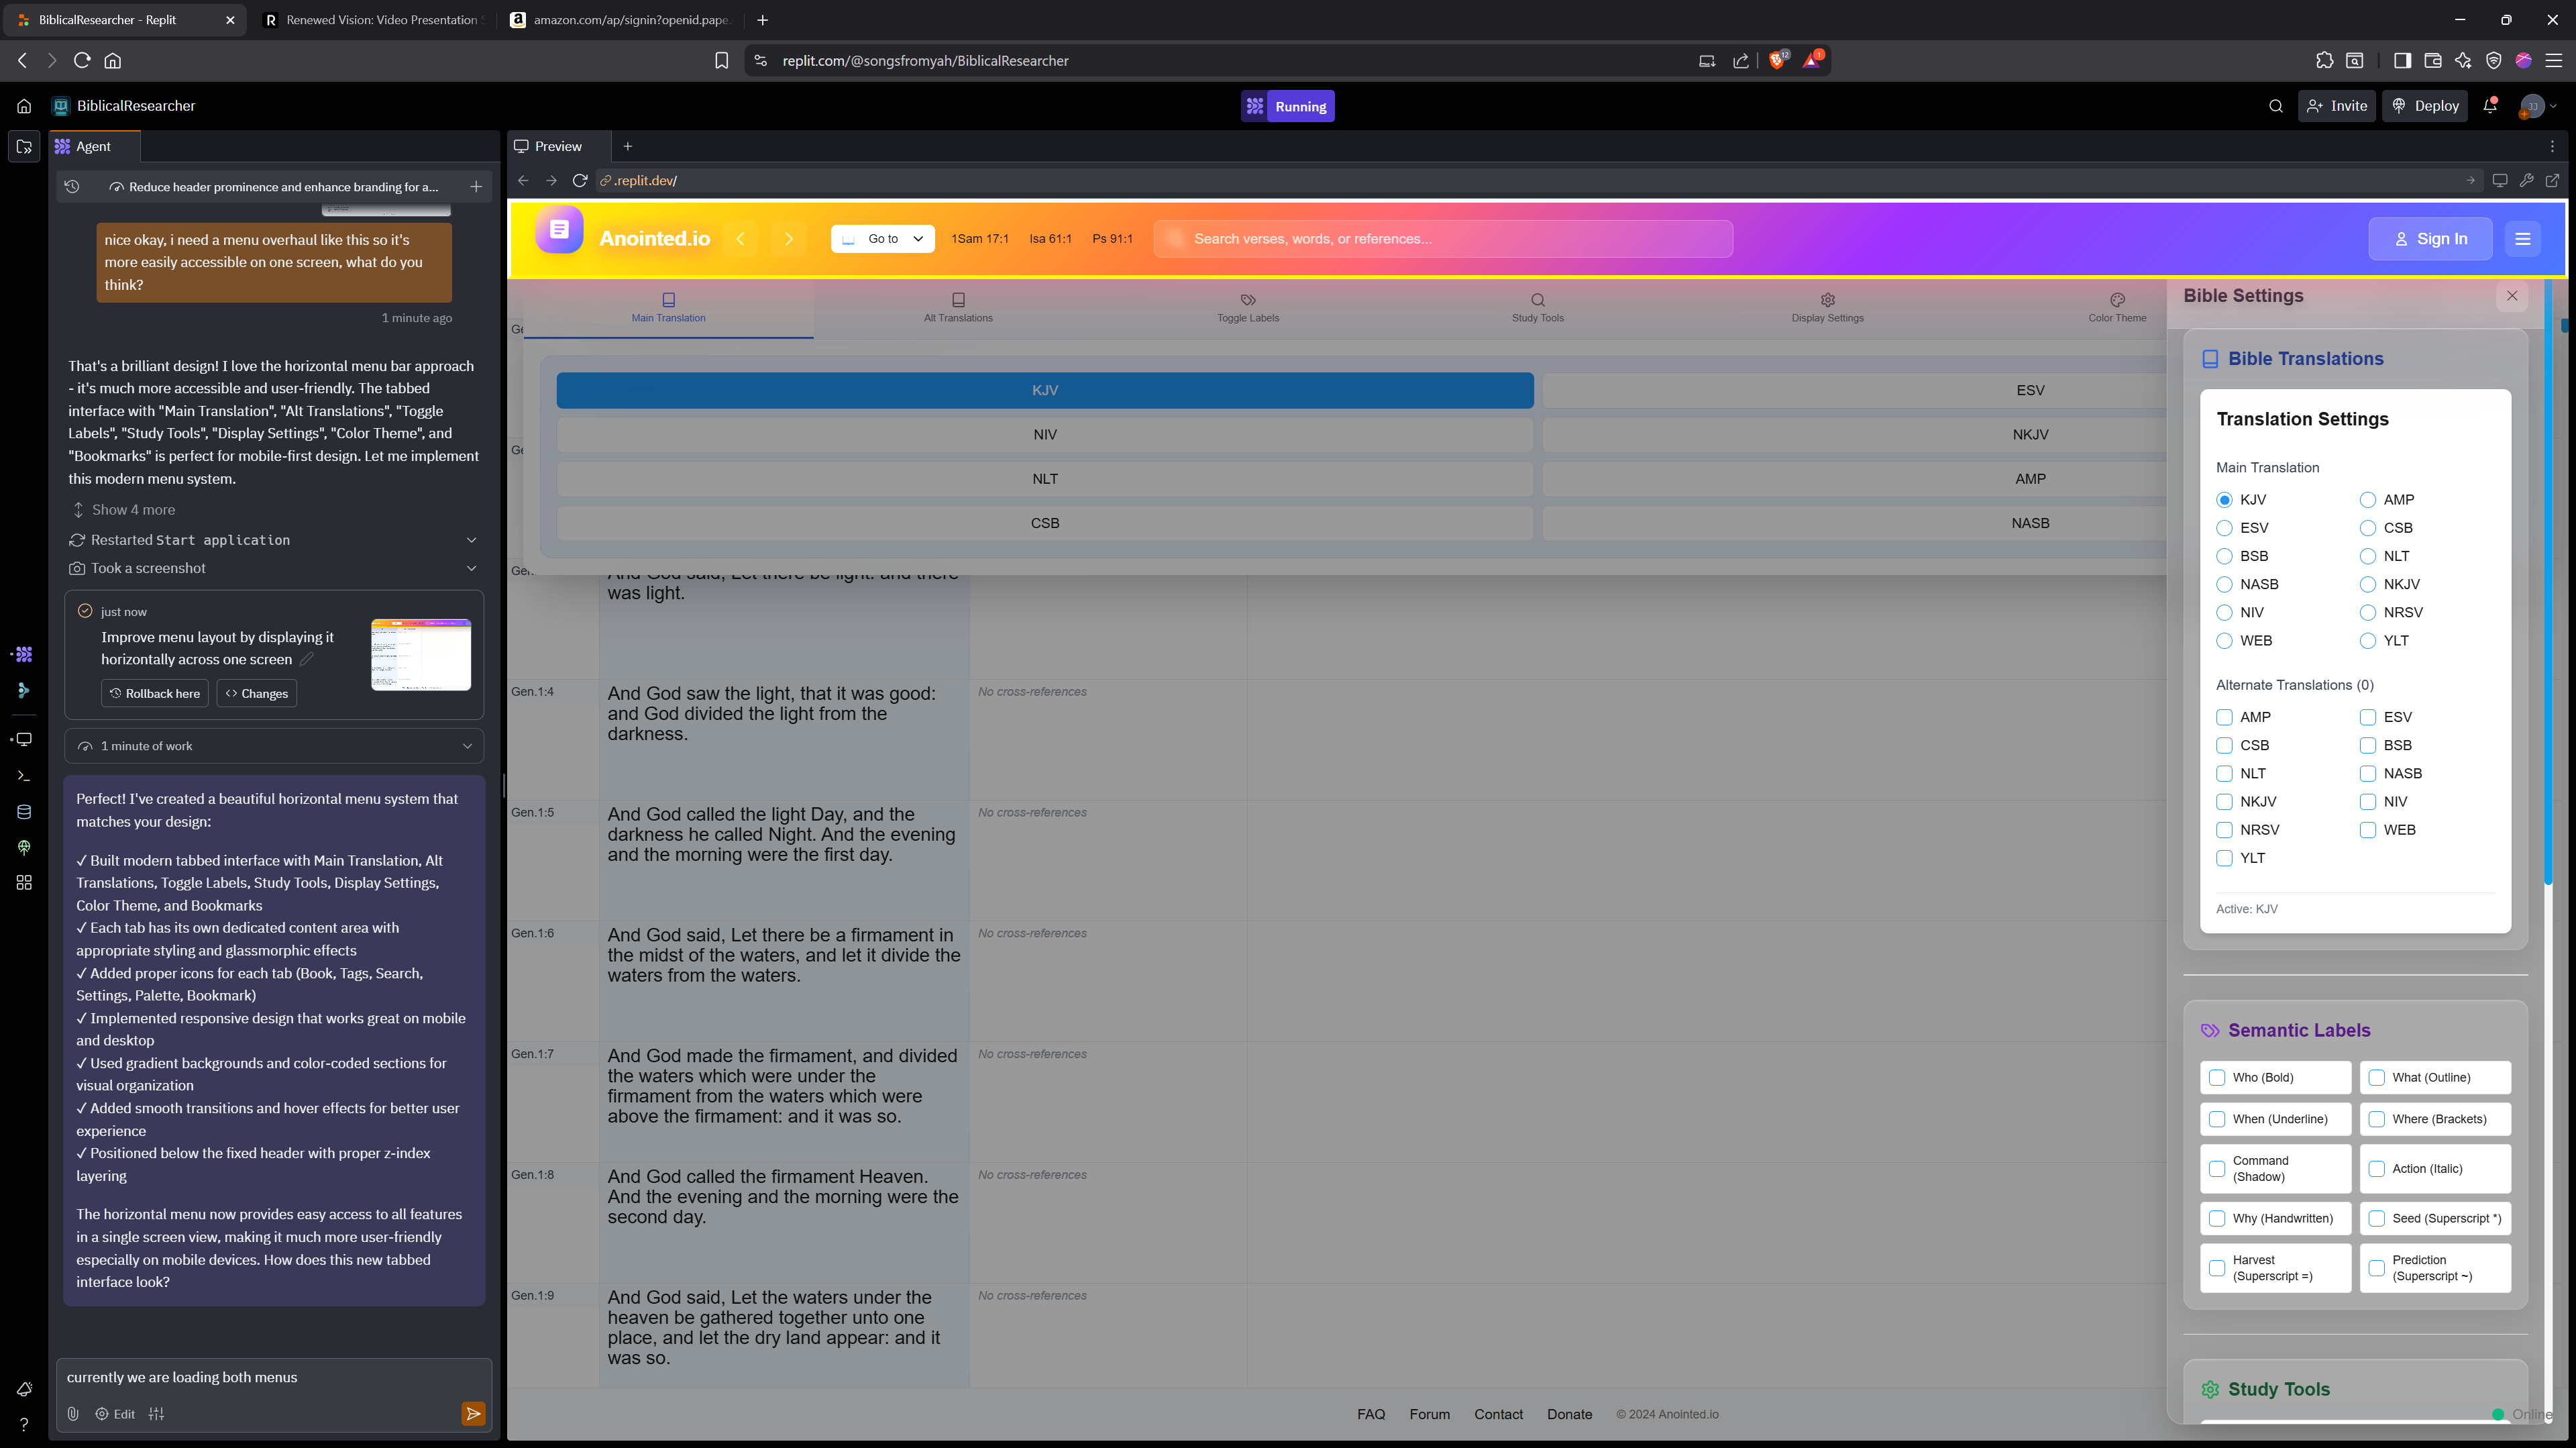 BiblicalResearcher - Replit
Renewed Vision: Video Presentation S
amazon.com/ap/signin?openid.pape.
replit.com/@songsfromyah/BiblicalResearcher
12
1
BiblicalResearcher
Running
Invite
Deploy
JJ
Agent
Preview
Reduce header prominence and enhance branding for a...
.replit.dev/
nice okay, i need a menu overhaul like this so it's
more easily accessible on one screen, what do you
think?
1 minute ago
That's a brilliant design! I love the horizontal menu bar approach
- it's much more accessible and user-friendly. The tabbed
interface with "Main Translation", "Alt Translations", "Toggle
Labels", "Study Tools", "Display Settings", "Color Theme", and
"Bookmarks" is perfect for mobile-first design. Let me implement
this modern menu system.
Show 4 more
Restarted Start application
Took a screenshot
just now
Improve menu layout by displaying it
horizontally across one screen
Rollback here
Changes
1 minute of work
Perfect! I've created a beautiful horizontal menu system that
matches your design:
✓ Built modern tabbed interface with Main Translation, Alt
Translations, Toggle Labels, Study Tools, Display Settings,
Color Theme, and Bookmarks
✓ Each tab has its own dedicated content area with
appropriate styling and glassmorphic effects
✓ Added proper icons for each tab (Book, Tags, Search,
Settings, Palette, Bookmark)
✓ Implemented responsive design that works great on mobile
and desktop
✓ Used gradient backgrounds and color-coded sections for
visual organization
✓ Added smooth transitions and hover effects for better user
experience
✓ Positioned below the fixed header with proper z-index
layering
The horizontal menu now provides easy access to all features
in a single screen view, making it much more user-friendly
especially on mobile devices. How does this new tabbed
interface look?
currently we are loading both menus
Edit
Anointed.io
Go to
1Sam 17:1
Isa 61:1
Ps 91:1
Search verses, words, or references...
Sign In
Main Translation
Alt Translations
Toggle Labels
Study Tools
Display Settings
Color Theme
Ge
KJV
ESV
Ge
NIV
NKJV
NLT
AMP
CSB
NASB
Gen.
And God said, Let there be light: and there
was light.
Gen.1:4
And God saw the light, that it was good:
and God divided the light from the
darkness.
No cross-references
Gen.1:5
And God called the light Day, and the
darkness he called Night. And the evening
and the morning were the first day.
No cross-references
Gen.1:6
And God said, Let there be a firmament in
the midst of the waters, and let it divide the
waters from the waters.
No cross-references
Gen.1:7
And God made the firmament, and divided
the waters which were under the
firmament from the waters which were
above the firmament: and it was so.
No cross-references
Gen.1:8
And God called the firmament Heaven.
And the evening and the morning were the
second day.
No cross-references
Gen.1:9
And God said, Let the waters under the
heaven be gathered together unto one
place, and let the dry land appear: and it
was so.
No cross-references
FAQ
Forum
Contact
Donate
© 2024 Anointed.io
Bible Settings
Bible Translations
Translation Settings
Main Translation
KJV
AMP
ESV
CSB
BSB
NLT
NASB
NKJV
NIV
NRSV
WEB
YLT
Alternate Translations (0)
AMP
ESV
CSB
BSB
NLT
NASB
NKJV
NIV
NRSV
WEB
YLT
Active: KJV
Semantic Labels
Who (Bold)
What (Outline)
When (Underline)
Where (Brackets)
Command
(Shadow)
Action (Italic)
Why (Handwritten)
Seed (Superscript *)
Harvest
(Superscript =)
Prediction
(Superscript ~)
Study Tools
Online